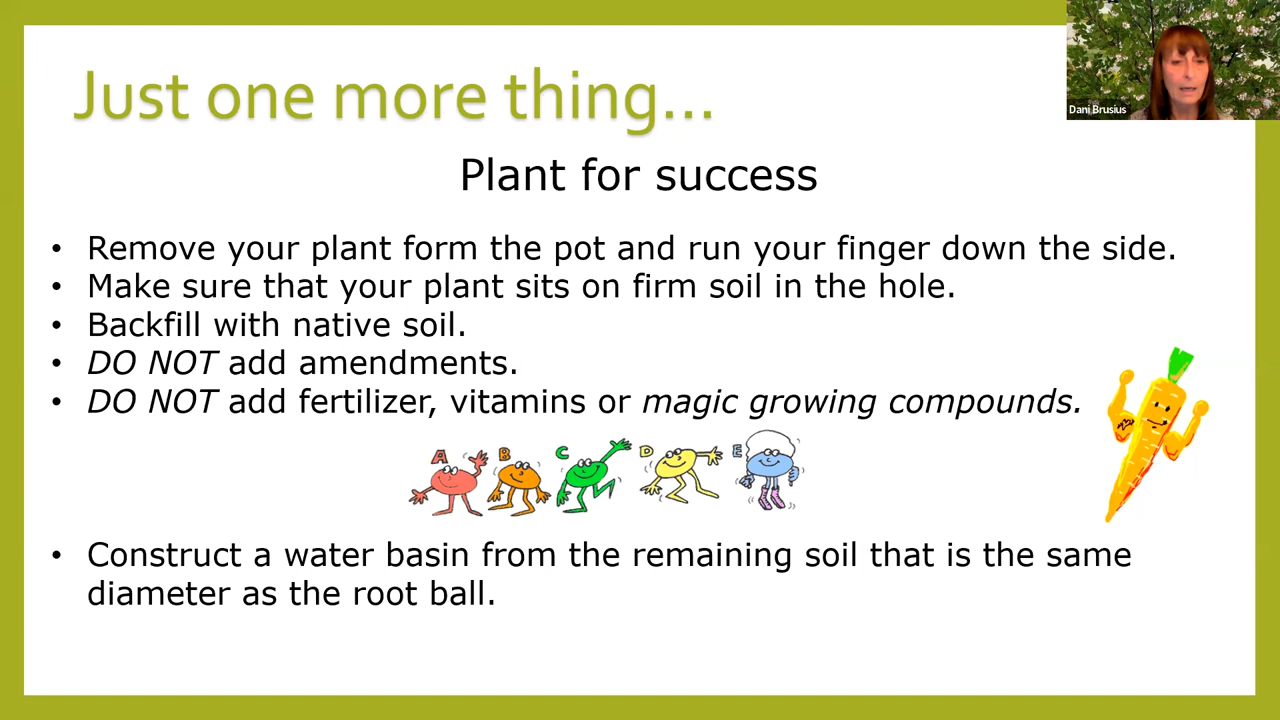 Just one more thing...
Dani Brusius
Plant for success
• Remove your plant form the pot and run your finger down the side.
• Make sure that your plant sits on firm soil in the hole.
• Backfill with native soil.
• DO NOT add amendments.
• DO NOT add fertilizer, vitamins or magic growing compounds.
A B C D E
• Construct a water basin from the remaining soil that is the same
diameter as the root ball.